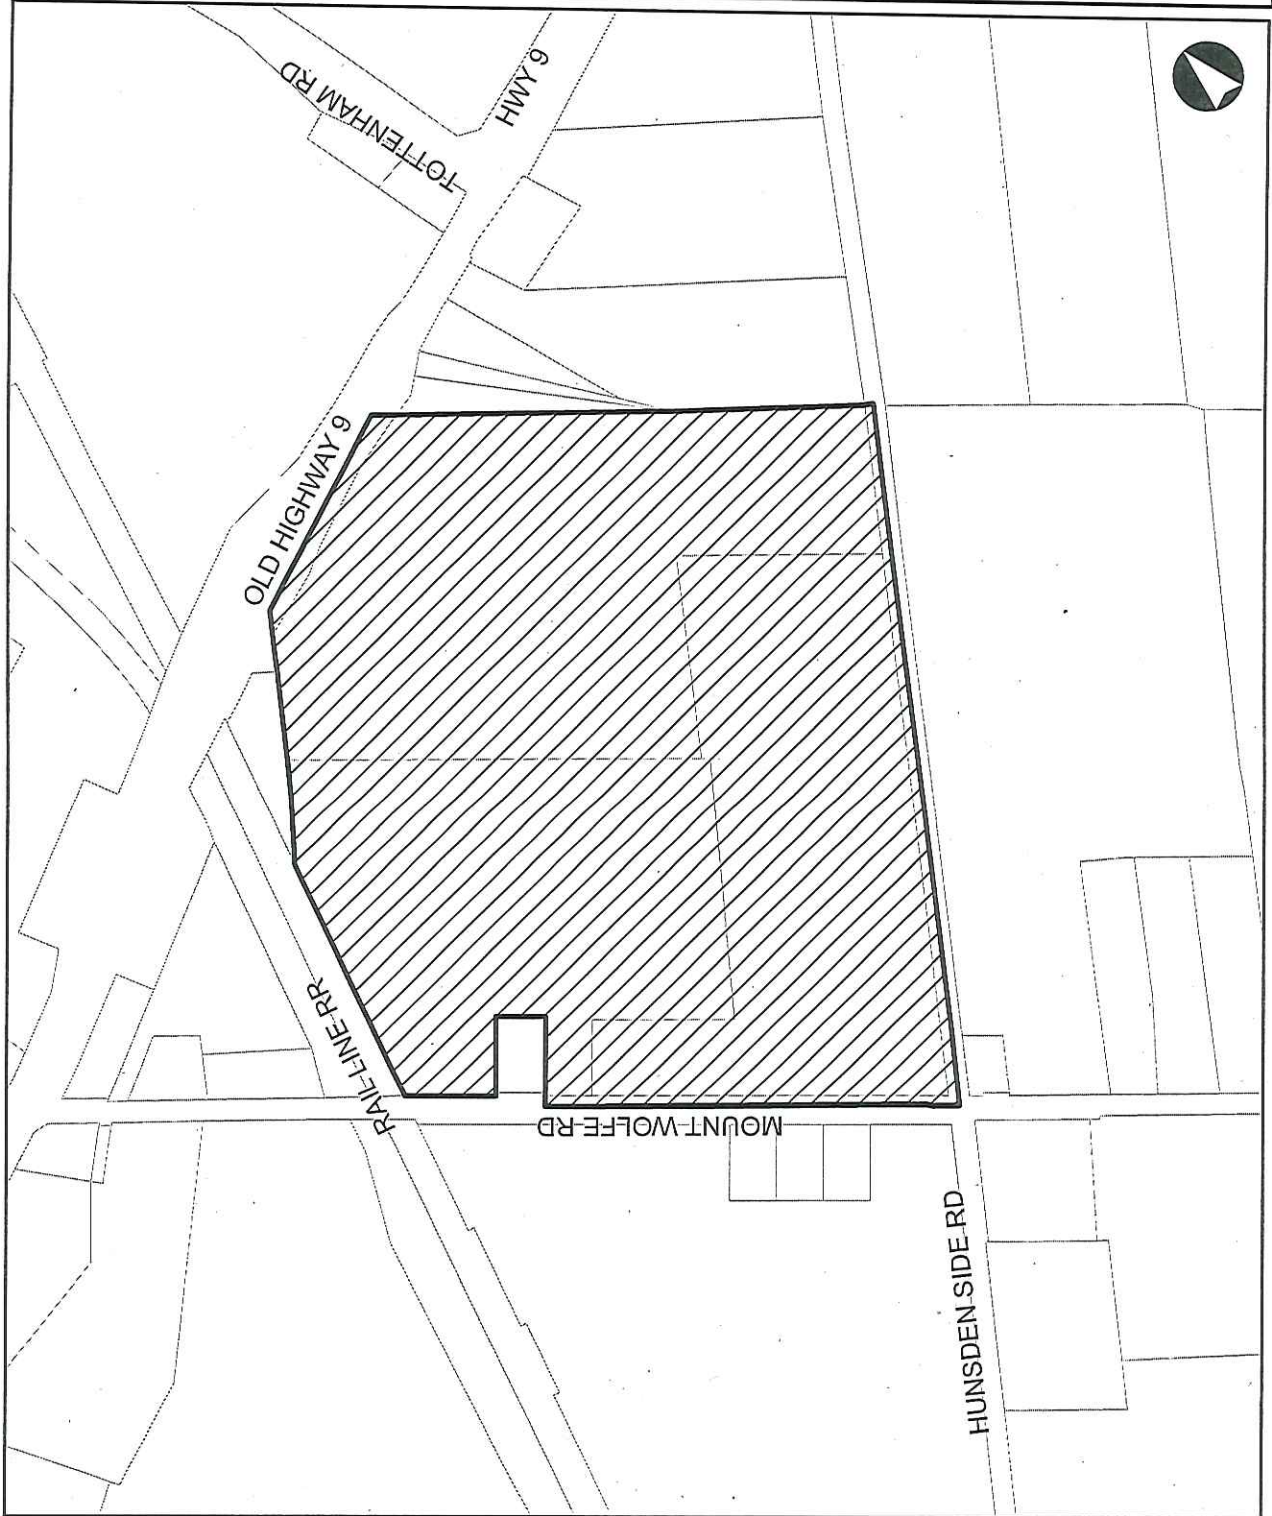 TOTTENHAM RD
HWY 9
OLD HIGHWAY 9
RAIL LINE RR
MOUNT WOLFE RD
HUNSDEN SIDE RD